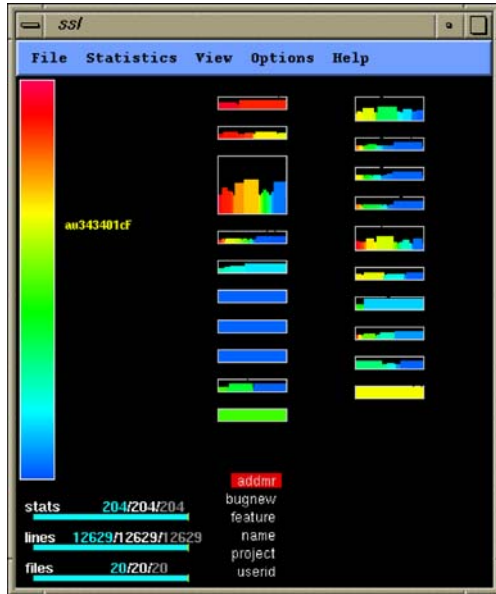 ssl
File Statistics View Options Help
au343401cf
addmr
bugnew
feature
name
project
userid
stats 204/204/204
lines 12629/12629/12629
files 20/20/20